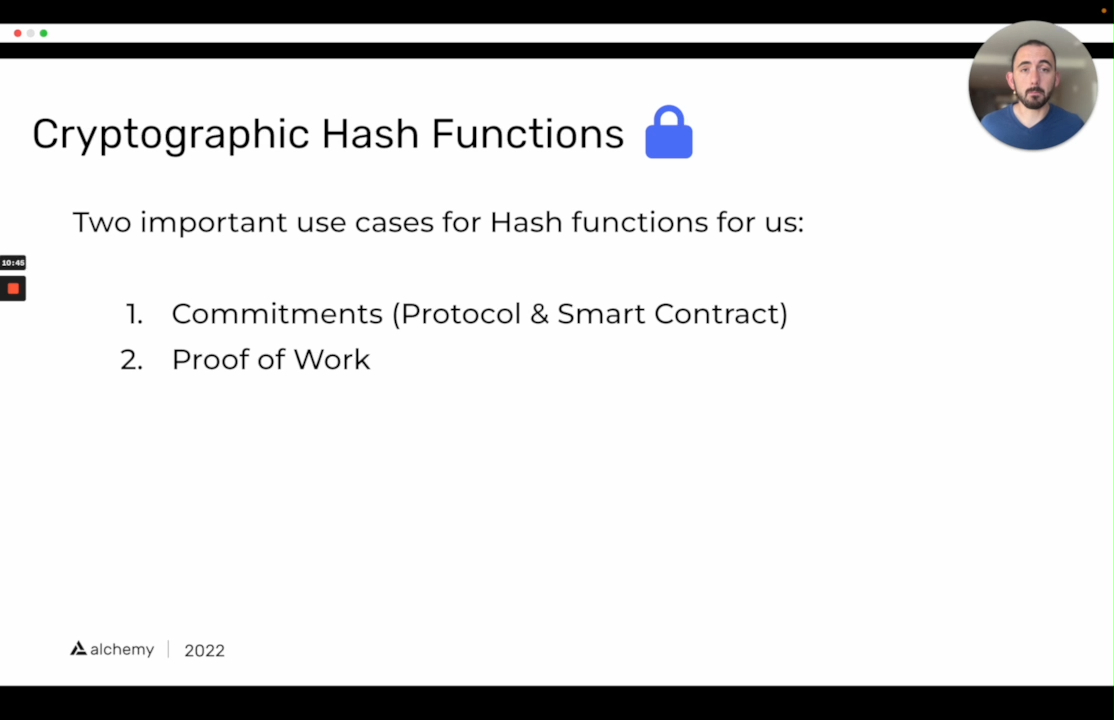 Cryptographic Hash Functions
Two important use cases for Hash functions for us:
10:45
1. Commitments (Protocol & Smart Contract)
2. Proof of Work
alchemy 2022